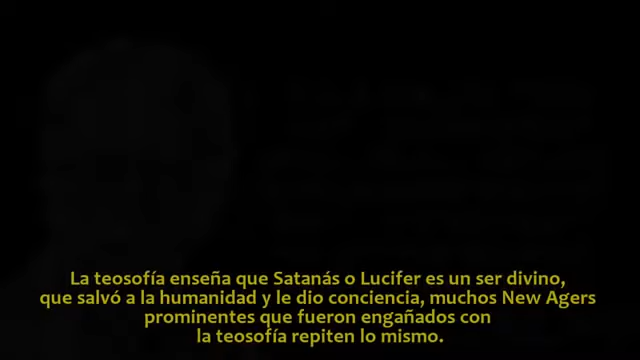 La teosofía enseña que Satanás o Lucifer es un ser divino,
que salvó a la humanidad y le dio conciencia, muchos New Agers
prominentes que fueron engañados con
la teosofía repiten lo mismo.